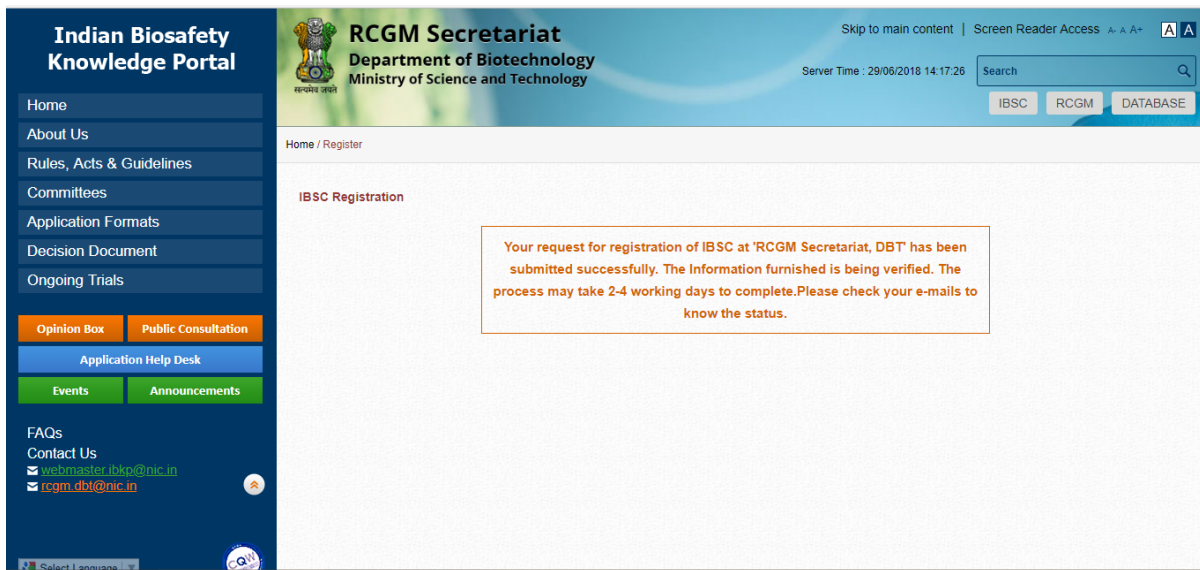 Indian Biosafety
Knowledge Portal
Home
About Us
Rules, Acts & Guidelines
Committees
Application Formats
Decision Document
Ongoing Trials
Opinion Box
Public Consultation
Application Help Desk
Events
Announcements
FAQs
Contact Us
webmaster.ibkp@nic.in
rcgm.dbt@nic.in
Select Language
CQW
सत्यमेव जयते
RCGM Secretariat
Department of Biotechnology
Ministry of Science and Technology
Skip to main content | Screen Reader Access A- A A+ A A
Server Time : 29/06/2018 14:17:26
Search
IBSC
RCGM
DATABASE
Home / Register
IBSC Registration
Your request for registration of IBSC at 'RCGM Secretariat, DBT' has been
submitted successfully. The Information furnished is being verified. The
process may take 2-4 working days to complete.Please check your e-mails to
know the status.